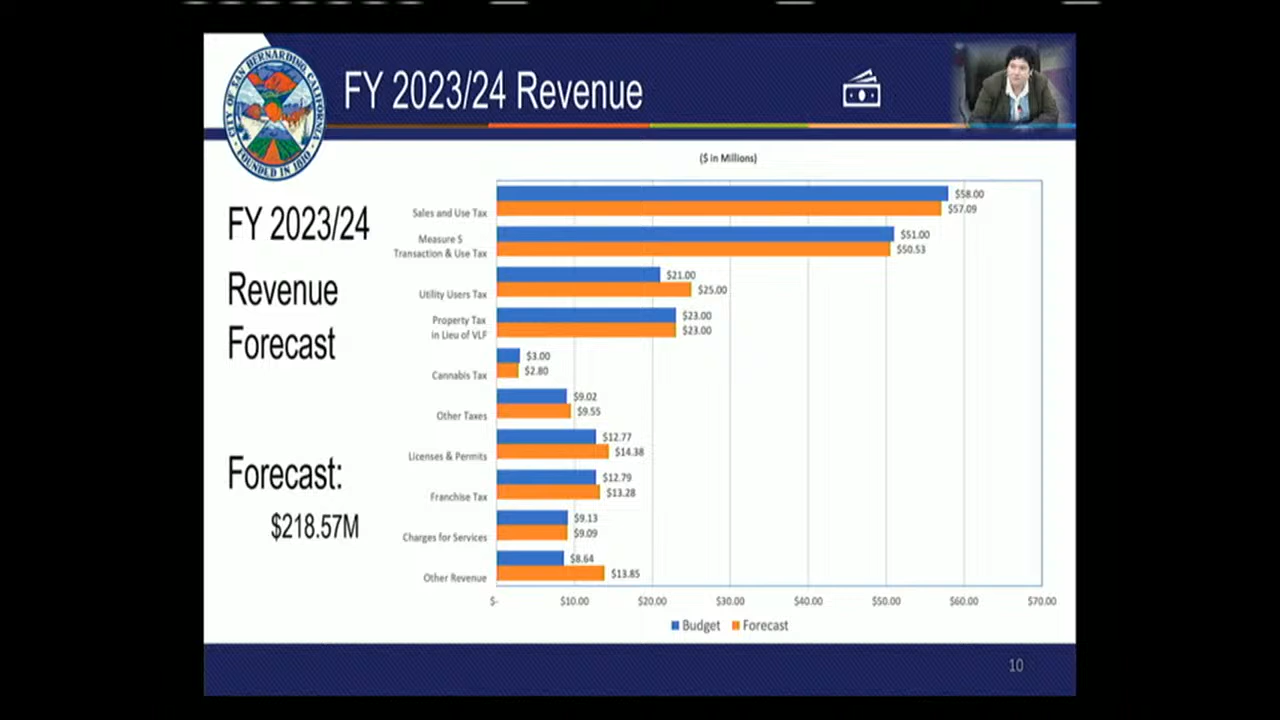 CITY OF SAN BERNARDINO, CALIFORNIA
FOUNDED IN 1810
FY 2023/24 Revenue
FY 2023/24
Revenue
Forecast
Forecast:
$218.57M
($ in Millions)
Sales and Use Tax
$58.00
$57.09
Measure S
Transaction & Use Tax
$51.00
$50.53
Utility Users Tax
$21.00
$25.00
Property Tax
in Lieu of VLF
$23.00
$23.00
Cannabis Tax
$3.00
$2.80
Other Taxes
$9.02
$9.55
Licenses & Permits
$12.77
$14.38
Franchise Tax
$12.79
$13.28
Charges for Services
$9.13
$9.09
Other Revenue
$8.64
$13.85
$- $10.00 $20.00 $30.00 $40.00 $50.00 $60.00 $70.00
Budget Forecast
10